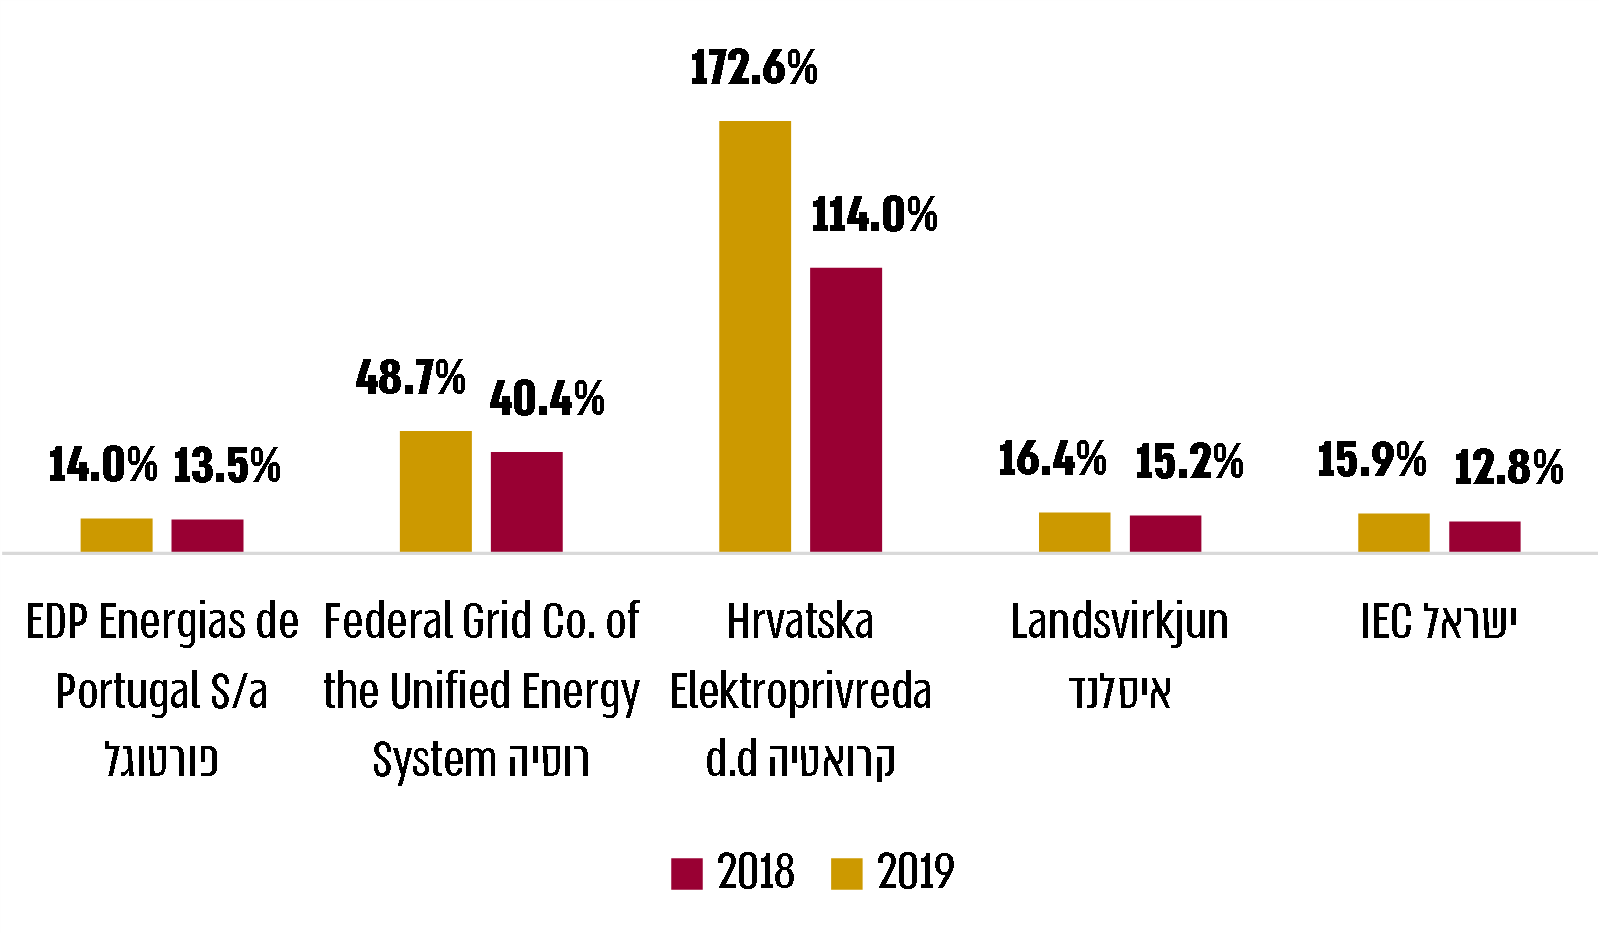 172.6%
114.0%
48.7%
40.4%
14.0%
13.5%
16.4%
15.2%
15.9%
12.8%
EDP Energias de
Portugal S/a
פורטוגל
Federal Grid Co. of
the Unified Energy
System רוסיה
Hrvatska
Elektroprivreda
d.d קרואטיה
Landsvirkjun
איסלנד
IEC ישראל
2018
2019